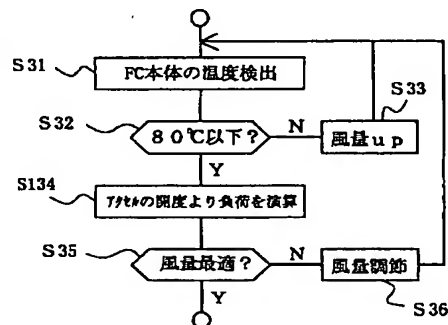 S31
FC本体の温度検出
S32
80℃以下?
N
S33
風量up
Y
S134
アクセルの開度より負荷を演算
S35
風量最適?
N
風量調節
S36
Y